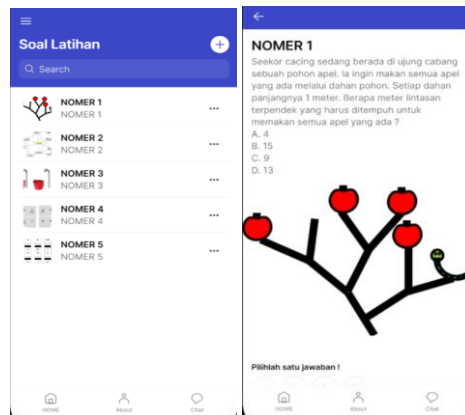 Soal Latihan
Search
NOMER 1
NOMER 1
NOMER 2
NOMER 2
NOMER 3
NOMER 3
NOMER 4
NOMER 4
NOMER 5
NOMER 5
HOME
About
Chat
NOMER 1
Seekor cacing sedang berada di ujung cabang
sebuah pohon apel. Ia ingin makan semua apel
yang ada melalui dahan pohon. Setiap dahan
panjangnya 1 meter. Berapa meter lintasan
terpendek yang harus ditempuh untuk
memakan semua apel yang ada ?
A. 4
B. 15
C. 9
D. 13
Pilihlah satu jawaban !
HOME
About
Chat